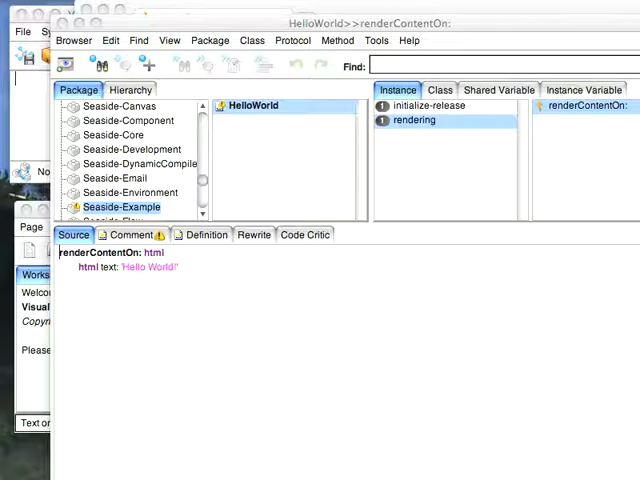 HelloWorld>>renderContentOn:
File
Browser Edit Find View Package Class Protocol Method Tools Help
Find:
Package Hierarchy
Instance Class Shared Variable Instance Variable
Seaside-Canvas
Seaside-Component
Seaside-Core
Seaside-Development
Seaside-DynamicCompile
Seaside-Email
Seaside-Environment
Seaside-Example
HelloWorld
initialize-release
rendering
renderContentOn:
No
Page
Works
Welco
Visual
Copyri
Please
Text or
Source Comment Definition Rewrite Code Critic
renderContentOn: html
html text: 'Hello World!'